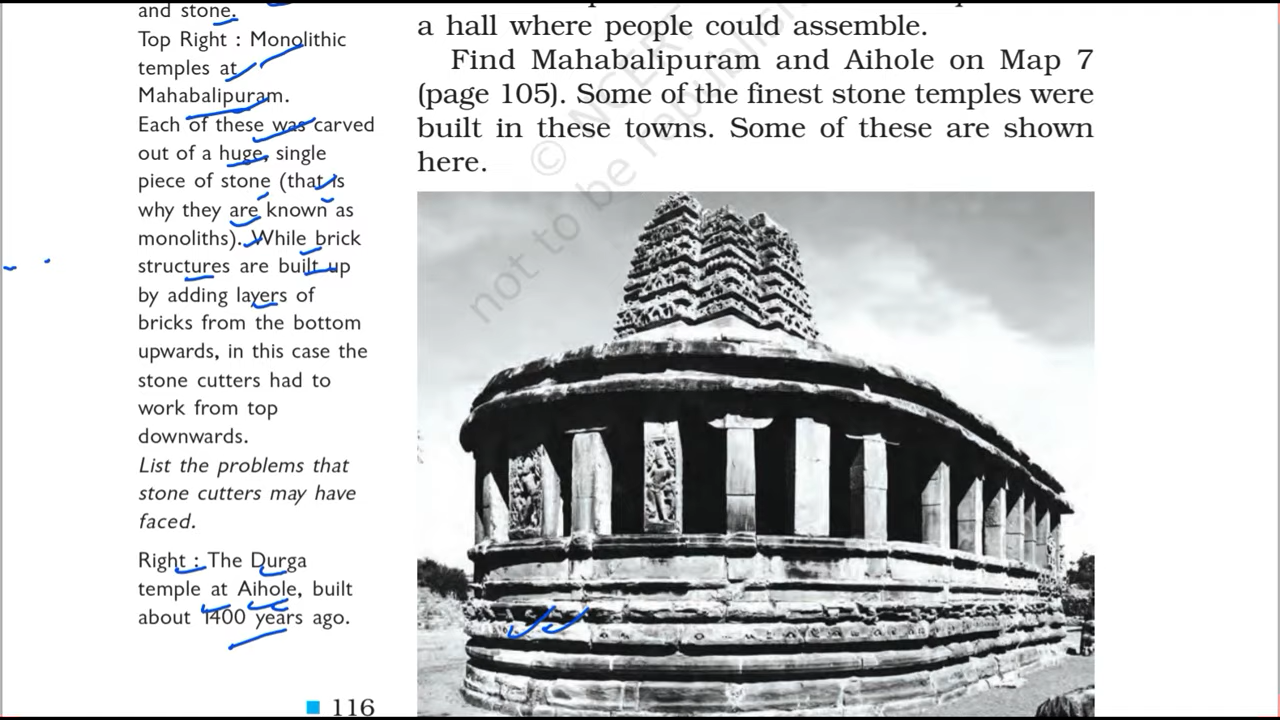 and stone.
Top Right : Monolithic
temples at
Mahabalipuram.
Each of these was carved
out of a huge, single
piece of stone (that is
why they are known as
monoliths). While brick
structures are built up
by adding layers of
bricks from the bottom
upwards, in this case the
stone cutters had to
work from top
downwards.
List the problems that
stone cutters may have
faced.
Right : The Durga
temple at Aihole, built
about 1400 years ago.
116
a hall where people could assemble.
Find Mahabalipuram and Aihole on Map 7
(page 105). Some of the finest stone temples were
built in these towns. Some of these are shown
here.
© NCERT
not to be republished